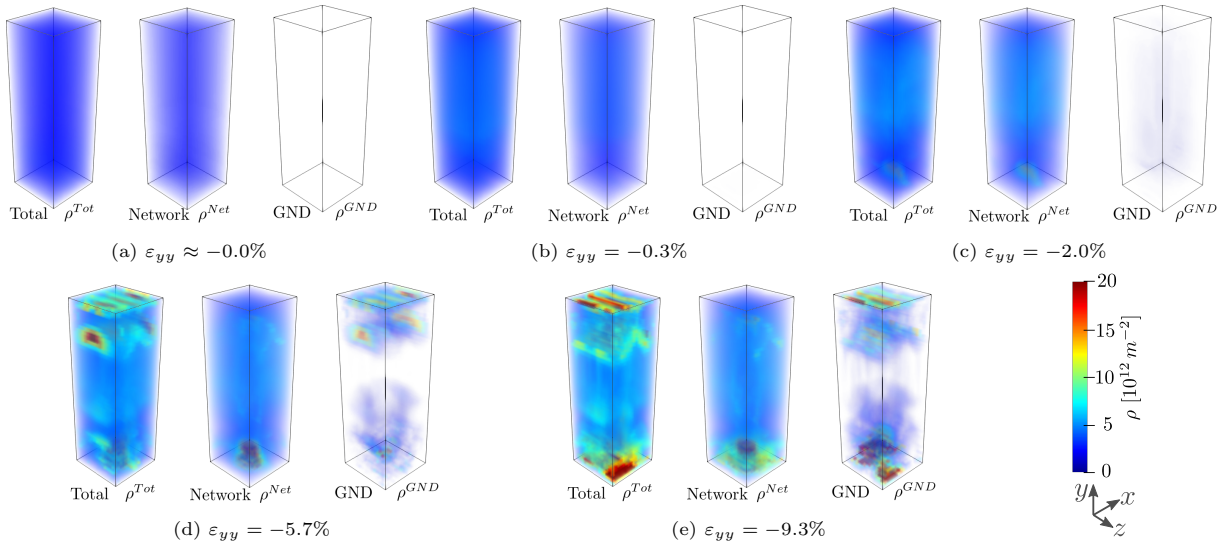 Total ρ^{Tot} Network ρ^{Net} GND ρ^{GND} Total ρ^{Tot} Network ρ^{Net} GND ρ^{GND} Total ρ^{Tot} Network ρ^{Net} GND ρ^{GND}
(a) ε_{yy} ≈ −0.0% (b) ε_{yy} = −0.3% (c) ε_{yy} = −2.0%
20
15
10
5
0
ρ [10^{12} m^{−2}]
Total ρ^{Tot} Network ρ^{Net} GND ρ^{GND} Total ρ^{Tot} Network ρ^{Net} GND ρ^{GND}
y x
z
(d) ε_{yy} = −5.7% (e) ε_{yy} = −9.3%